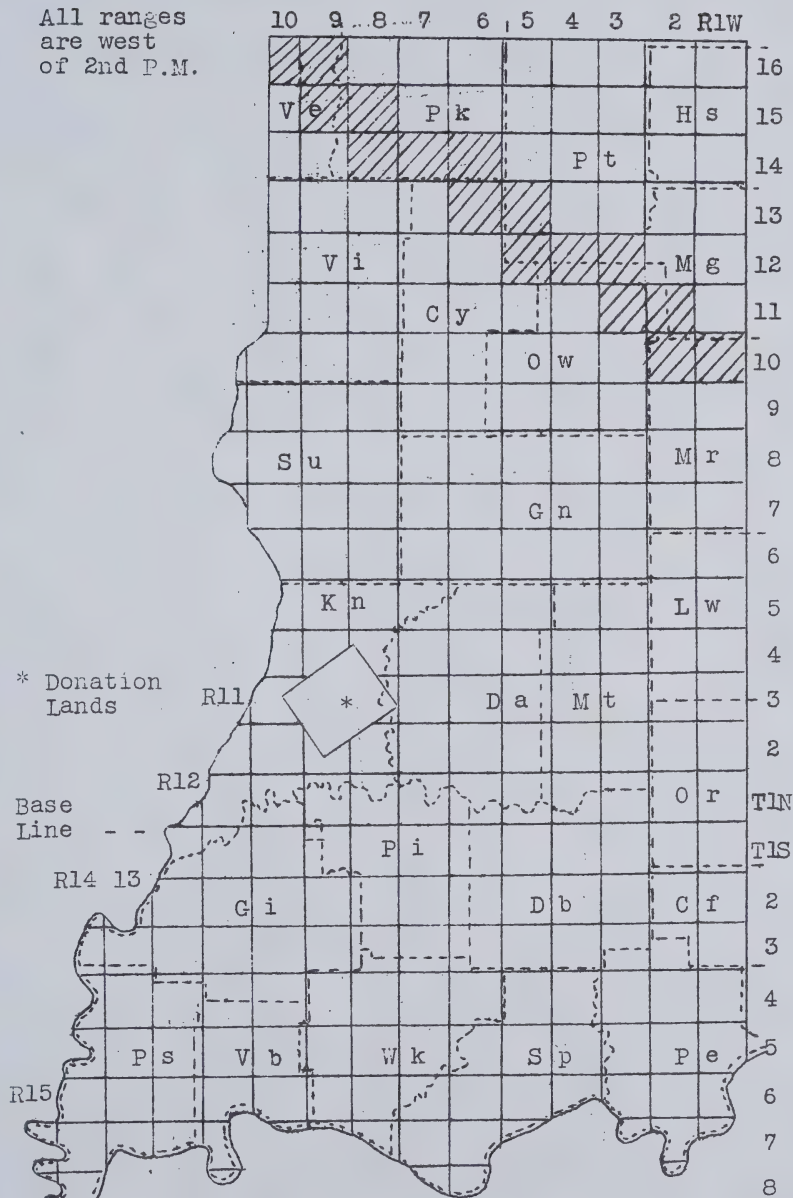 All ranges
are west
of 2nd P.M.
10 9 8 7 6 5 4 3 2 R1W
16
Ve Pk Hs 15
Pt 14
13
Vi Mg 12
Cy 11
Ow 10
9
Su Mr 8
Gn 7
6
Kn Lw 5
4
* Donation
Lands
R11 * Da Mt 3
2
R12
Or T1N
Base
Line
Pi T1S
R14 13
Gi Db Cf 2
3
4
Ps Vb Wk Sp Pe 5
R15 6
7
8